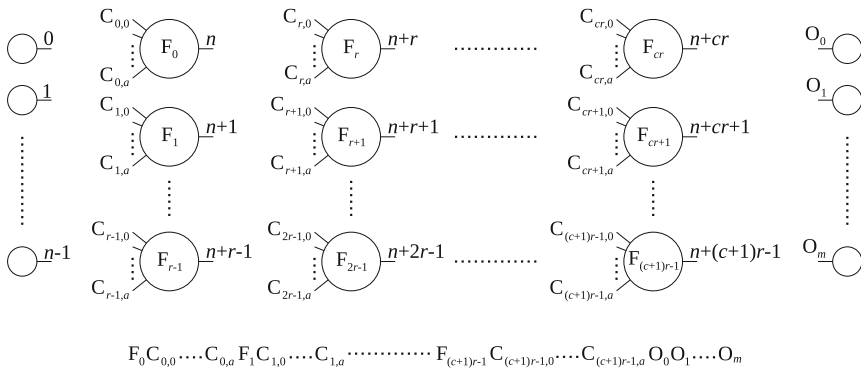 C0,0 C0,a F0 n Cr,0 Cr,a Fr n+r ............. Ccr,0 Ccr,a Fcr n+cr
0 O0
1 O1
C1,0 C1,a F1 n+1 Cr+1,0 Cr+1,a Fr+1 n+r+1 ............. Ccr+1,0 Ccr+1,a Fcr+1 n+cr+1
n-1 Cr-1,0 Cr-1,a Fr-1 n+r-1 C2r-1,0 C2r-1,a F2r-1 n+2r-1 ............. C(c+1)r-1,0 C(c+1)r-1,a F(c+1)r-1 n+(c+1)r-1 Om
F0C0,0....C0,a F1C1,0....C1,a ............. F(c+1)r-1 C(c+1)r-1,0....C(c+1)r-1,a O0O1....Om